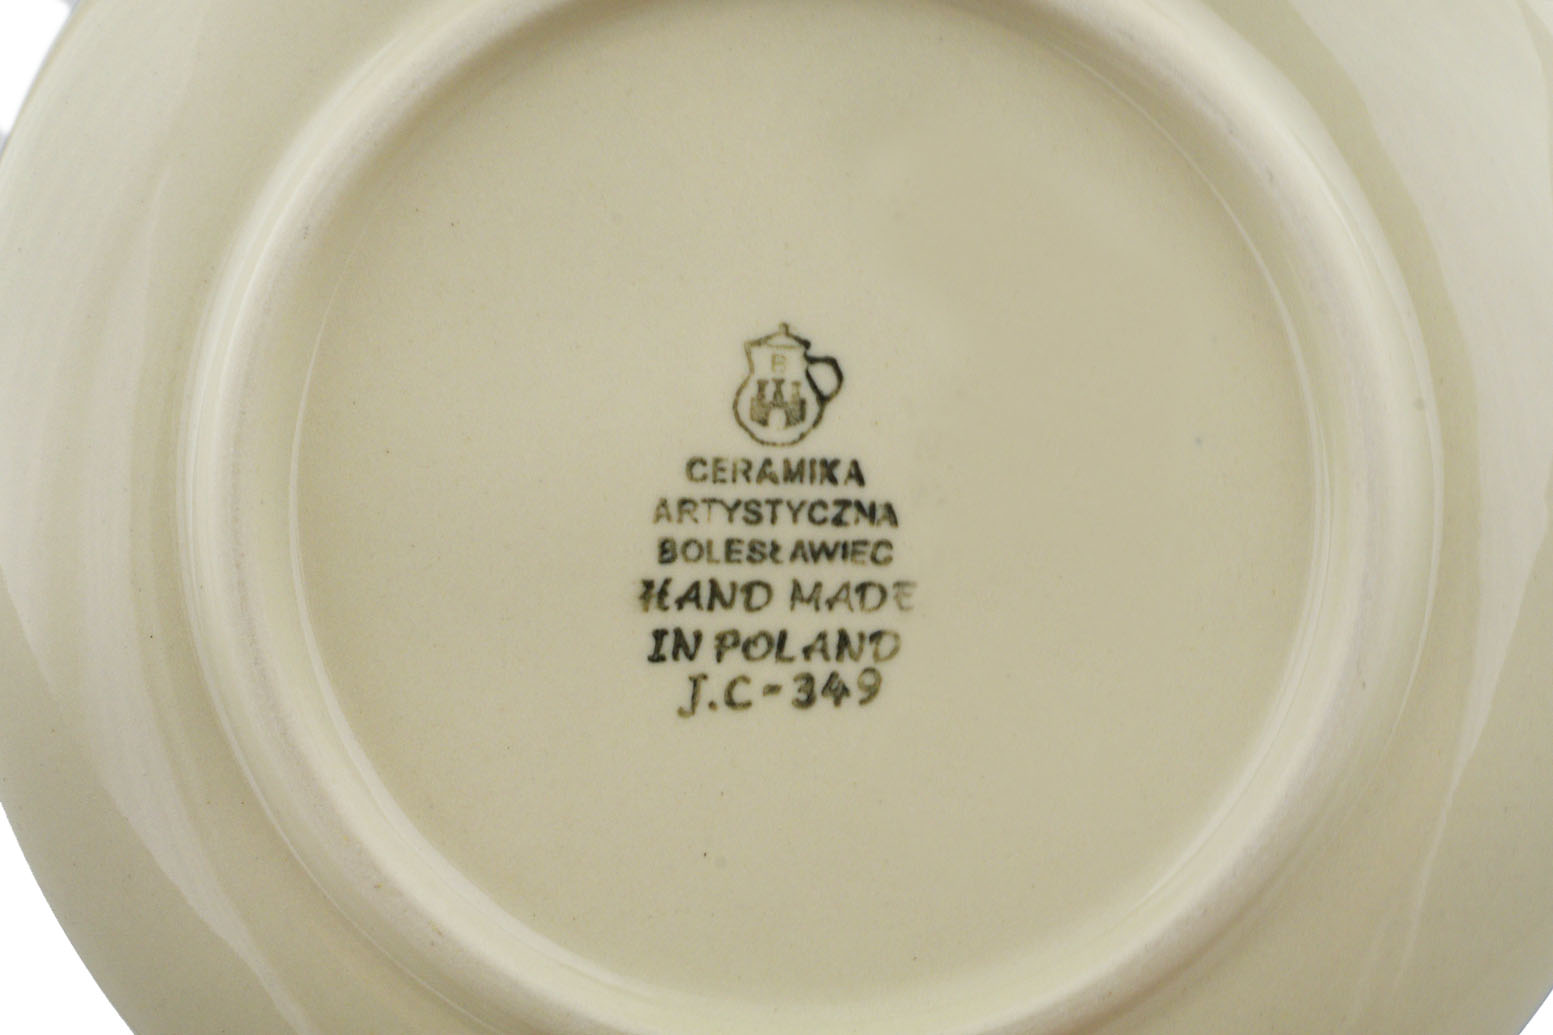 B
CERAMIKA
ARTYSTYCZNA
BOLESŁAWIEC
HAND MADE
IN POLAND
J.C-349